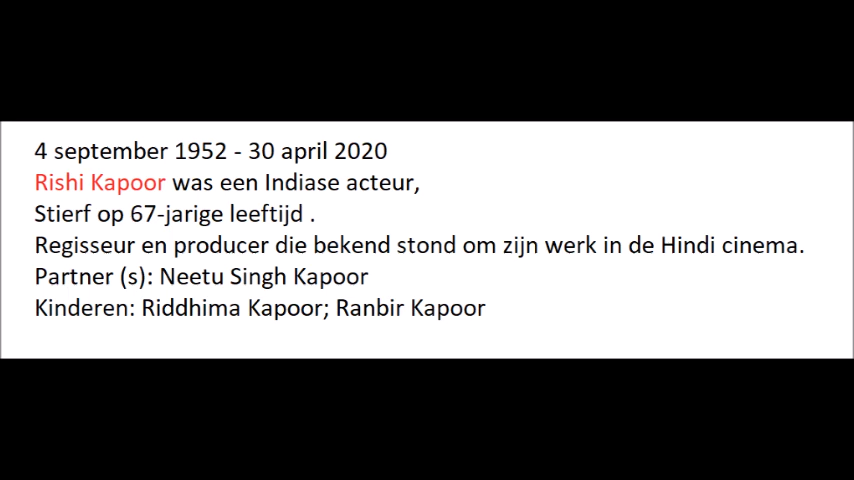 4 september 1952 - 30 april 2020
Rishi Kapoor was een Indiase acteur,
Stierf op 67-jarige leeftijd .
Regisseur en producer die bekend stond om zijn werk in de Hindi cinema.
Partner (s): Neetu Singh Kapoor
Kinderen: Riddhima Kapoor; Ranbir Kapoor